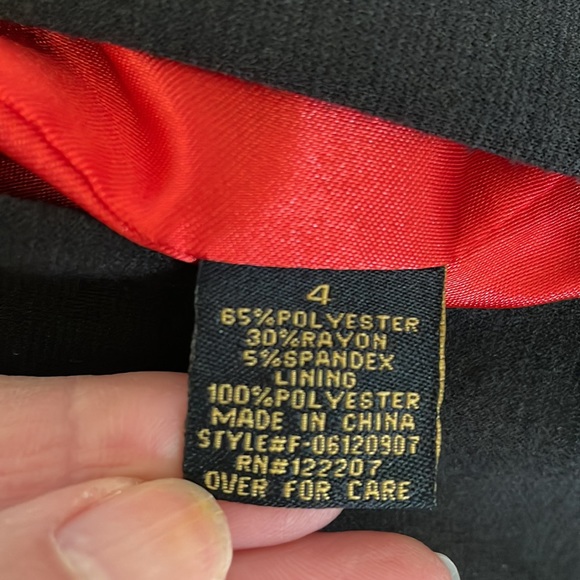 4
65%POLYESTER
30%RAYON
5%SPANDEX
LINING
100%POLYESTER
MADE IN CHINA
STYLE#F-06120907
RN#122207
OVER FOR CARE